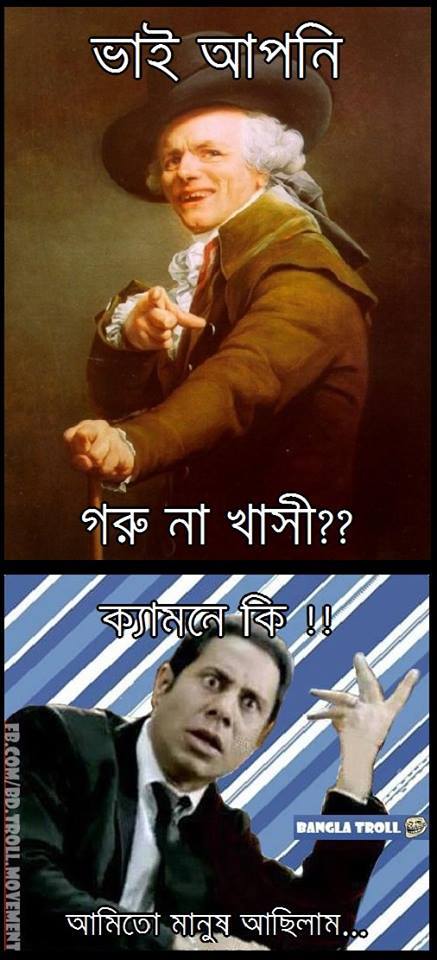 ভাই আপনি
গরু না খাসী??
ক্যামনে কি !!
FB.COM/BD.TROLL.MOVEMENT
BANGLA TROLL
আমিতো মানুষ আছিলাম...